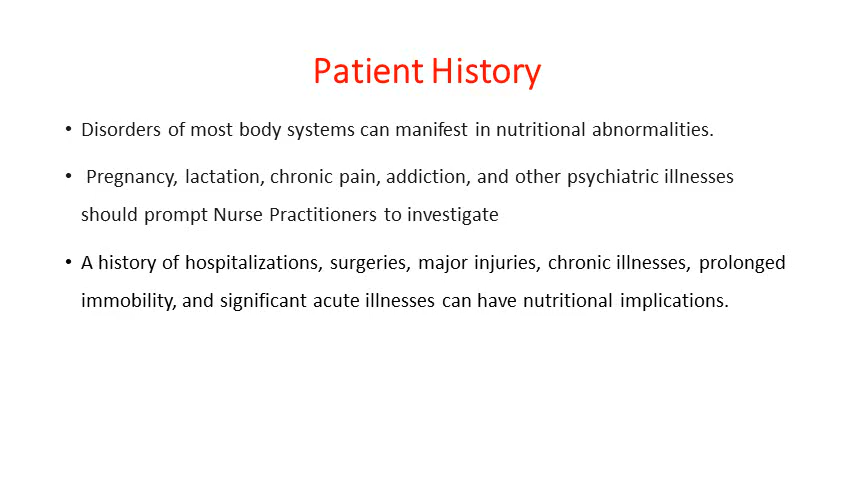 Patient History
• Disorders of most body systems can manifest in nutritional abnormalities.
• Pregnancy, lactation, chronic pain, addiction, and other psychiatric illnesses
should prompt Nurse Practitioners to investigate
• A history of hospitalizations, surgeries, major injuries, chronic illnesses, prolonged
immobility, and significant acute illnesses can have nutritional implications.